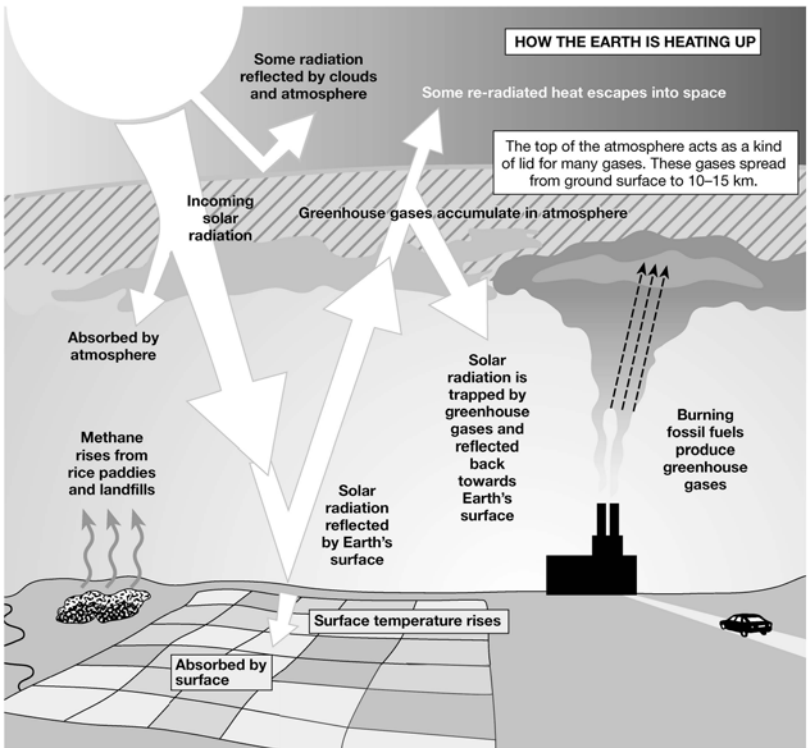 HOW THE EARTH IS HEATING UP
Some radiation
reflected by clouds
and atmosphere
Some re-radiated heat escapes into space
The top of the atmosphere acts as a kind
of lid for many gases. These gases spread
from ground surface to 10–15 km.
Incoming
solar
radiation
Greenhouse gases accumulate in atmosphere
Absorbed by
atmosphere
Solar
radiation is
trapped by
greenhouse
gases and
reflected
back
towards
Earth's
surface
Burning
fossil fuels
produce
greenhouse
gases
Methane
rises from
rice paddies
and landfills
Solar
radiation
reflected
by Earth's
surface
Surface temperature rises
Absorbed by
surface